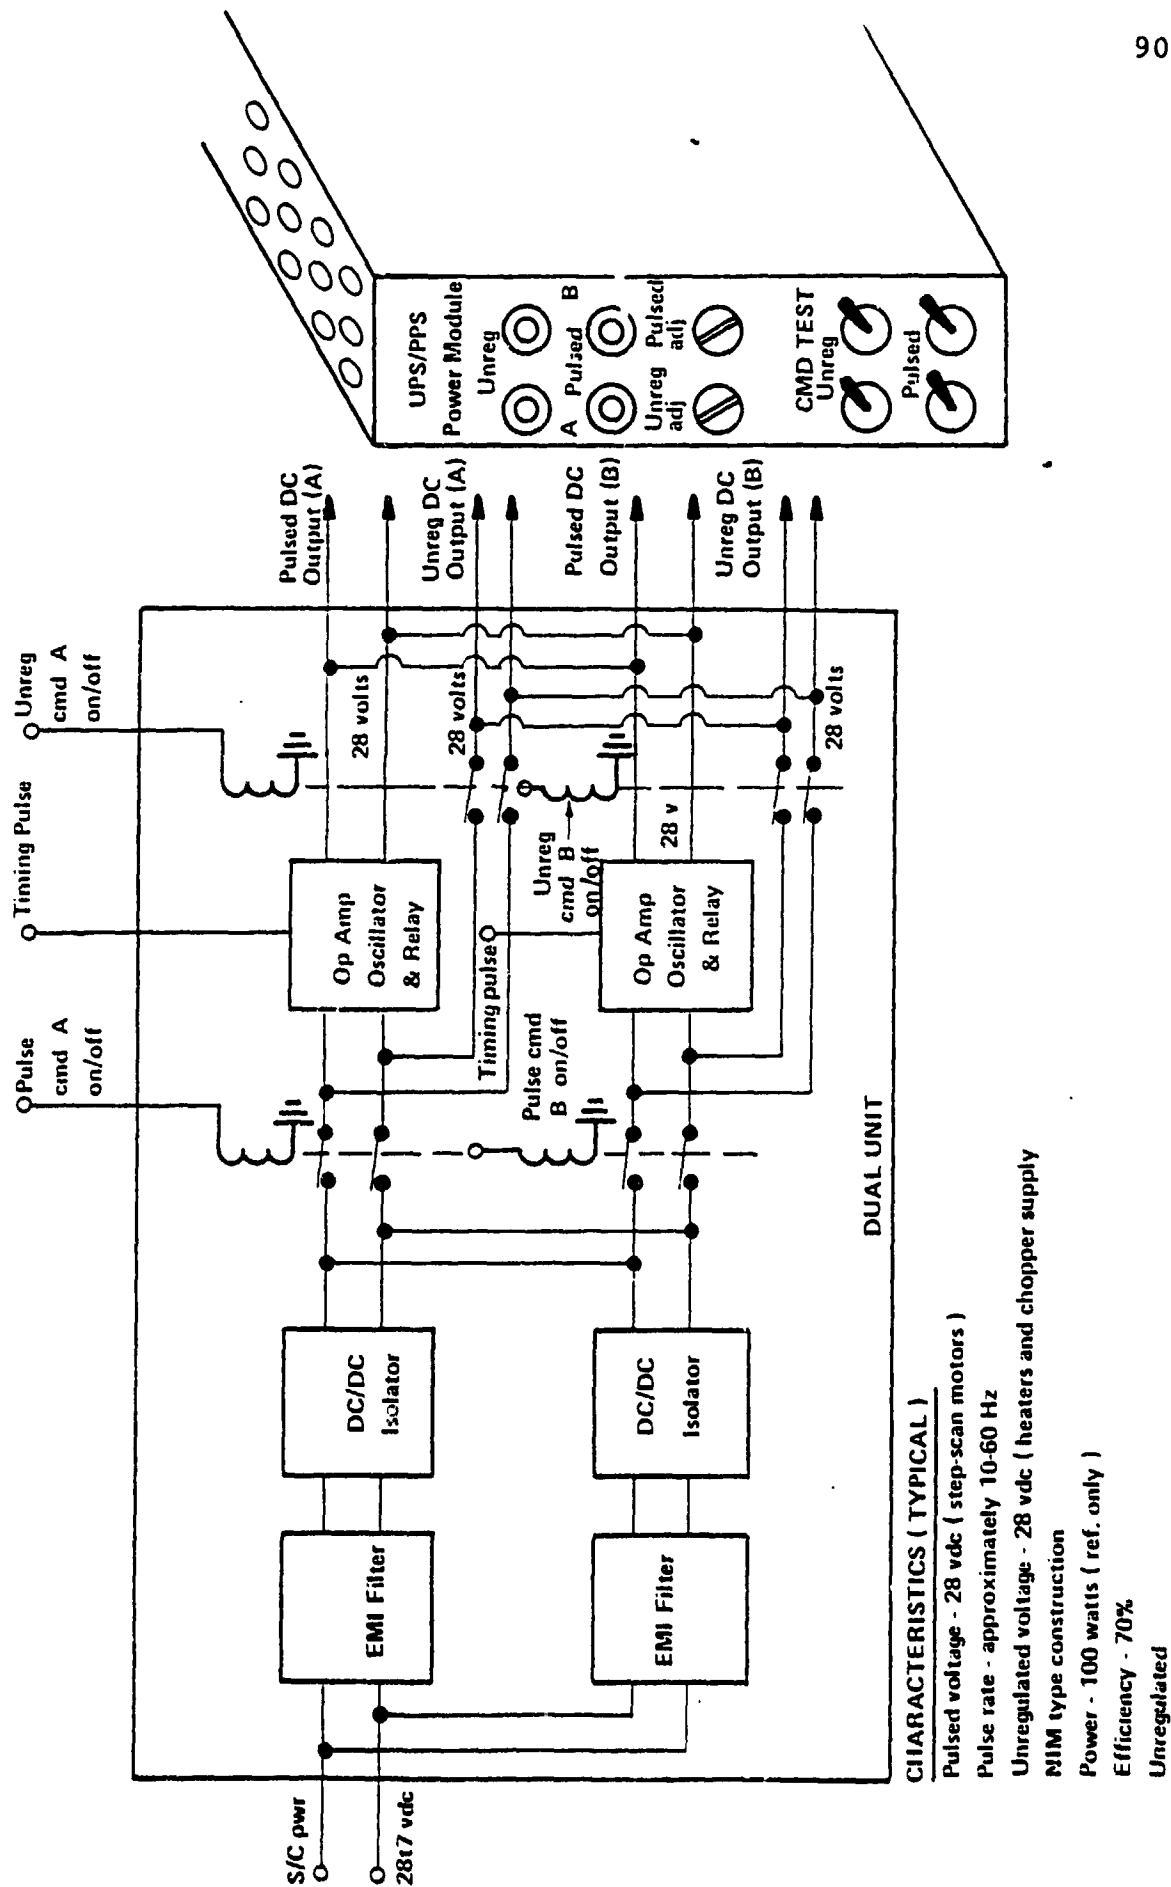 90
S/C pwr
28±7 vdc
EMI Filter
EMI Filter
DC/DC
Isolator
DC/DC
Isolator
Pulse
cmd A
on/off
Timing Pulse
Unreg
cmd A
on/off
Pulse cmd
B on/off
Timing pulse
Unreg
cmd B
on/off
Op Amp
Oscillator
& Relay
Op Amp
Oscillator
& Relay
28 volts
28 volts
28 v
28 volts
Pulsed DC
Output (A)
Unreg DC
Output (A)
Pulsed DC
Output (B)
Unreg DC
Output (B)
DUAL UNIT
UPS/PPS
Power Module
Unreg
A Pulsed B
Unreg
adj
Pulsed
adj
CMD TEST
Unreg
Pulsed
CHARACTERISTICS ( TYPICAL )
Pulsed voltage - 28 vdc ( step-scan motors )
Pulse rate - approximately 10-60 Hz
Unregulated voltage - 28 vdc ( heaters and chopper supply
NIM type construction
Power - 100 watts ( ref. only )
Efficiency - 70%
Unregulated